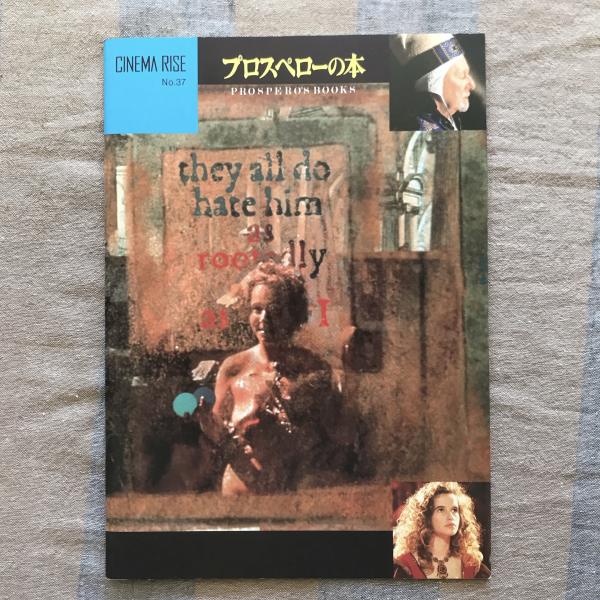 CINEMA RISE
No.37
プロスペローの本
PROSPERO'S BOOKS
they all do
hate him
as
rootedly
as I